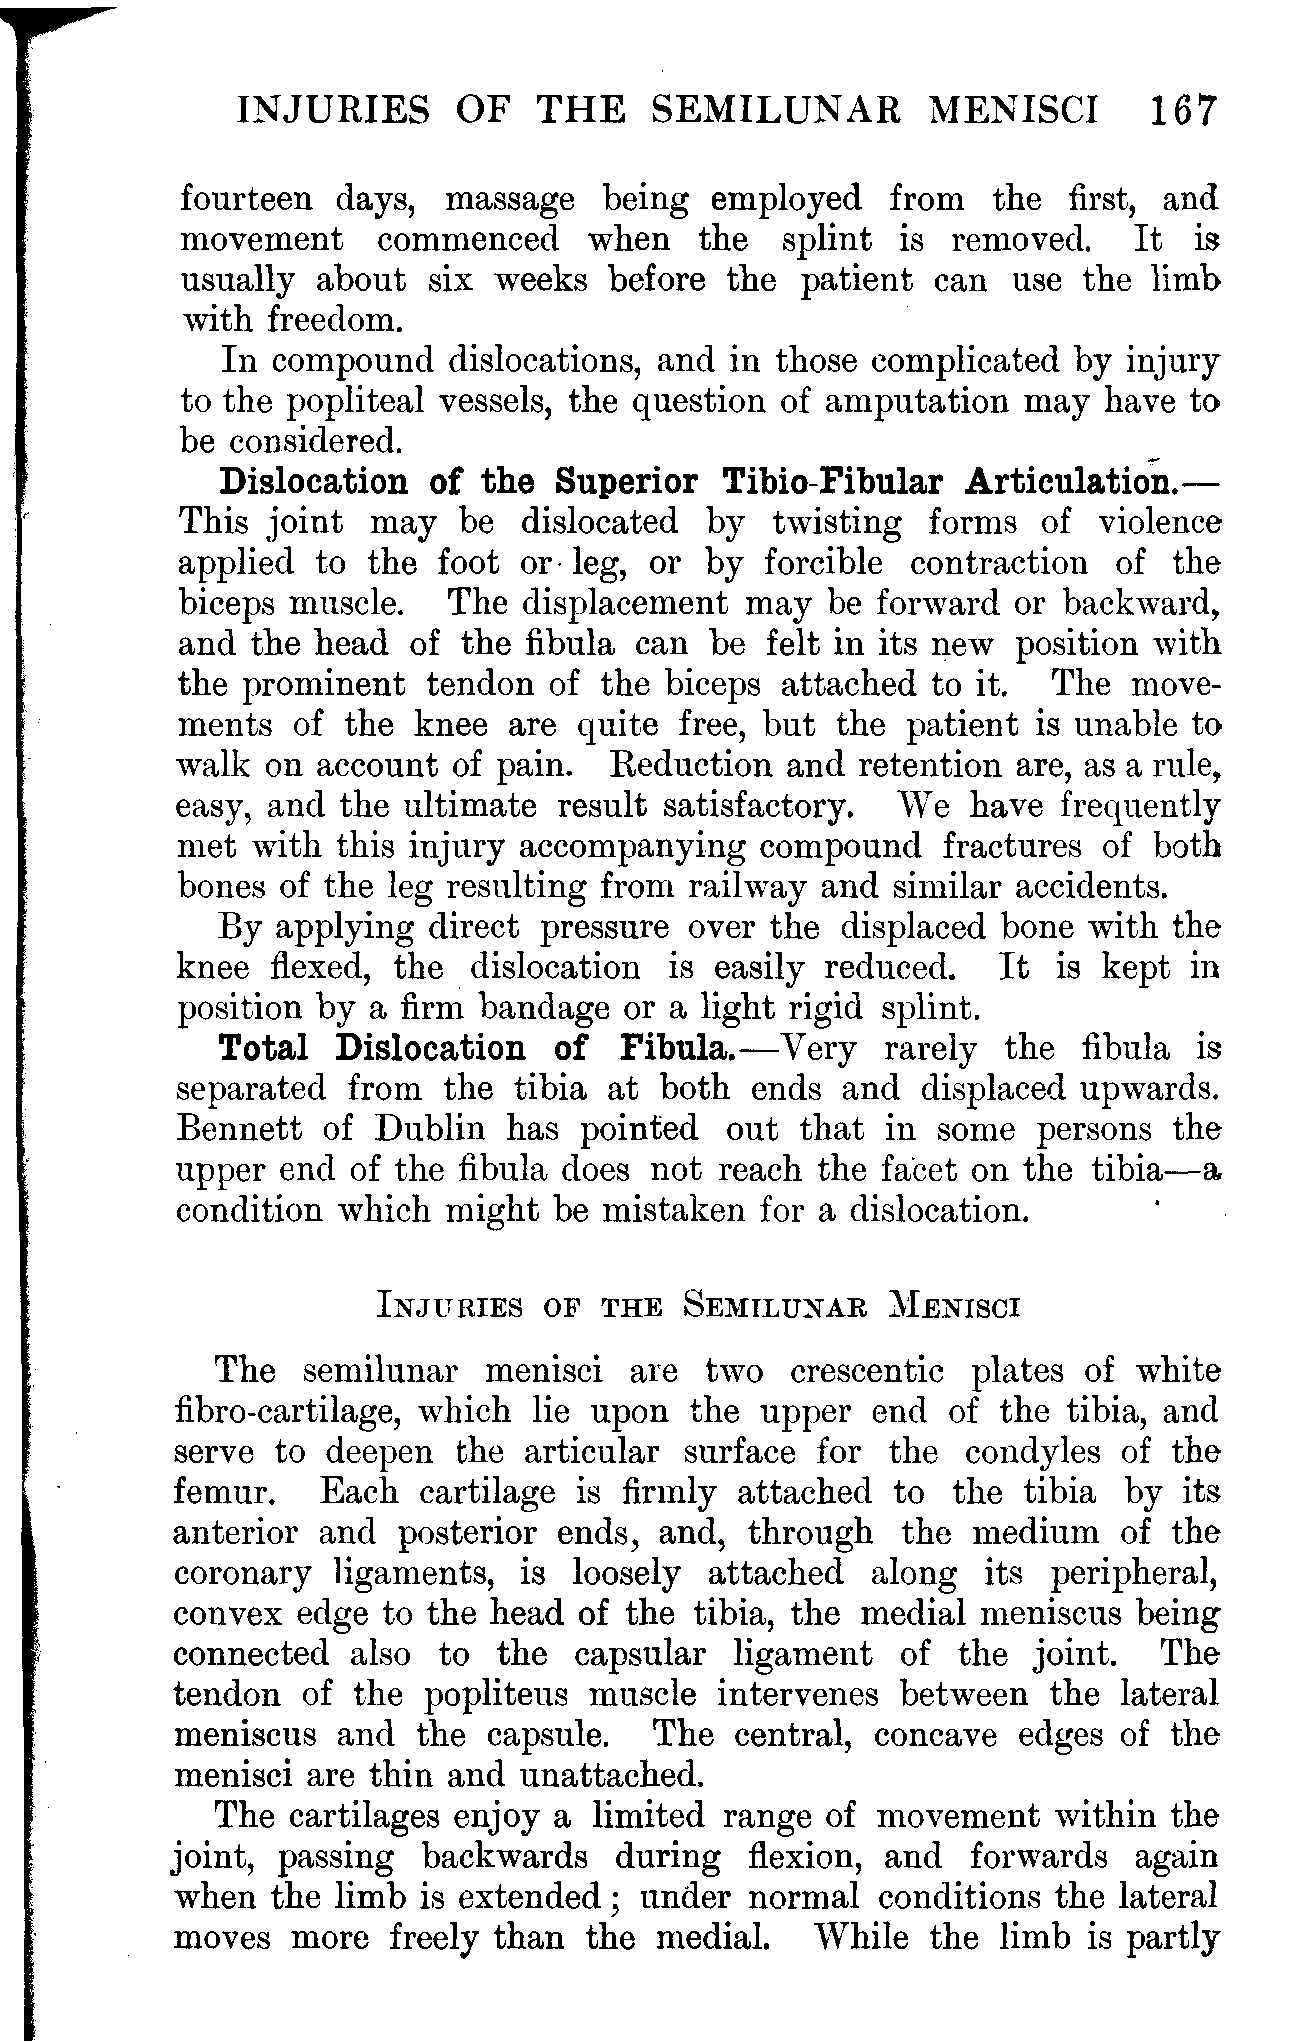 INJURIES OF THE SEMILUNAR MENISCI 167
fourteen days, massage being employed from the first, and
movement commenced when the splint is removed. It is
usually about six weeks before the patient can use the limb
with freedom.
In compound dislocations, and in those complicated by injury
to the popliteal vessels, the question of amputation may have to
be considered.
Dislocation of the Superior Tibio-Fibular Articulation.—
This joint may be dislocated by twisting forms of violence
applied to the foot or leg, or by forcible contraction of the
biceps muscle. The displacement may be forward or backward,
and the head of the fibula can be felt in its new position with
the prominent tendon of the biceps attached to it. The move-
ments of the knee are quite free, but the patient is unable to
walk on account of pain. Reduction and retention are, as a rule,
easy, and the ultimate result satisfactory. We have frequently
met with this injury accompanying compound fractures of both
bones of the leg resulting from railway and similar accidents.
By applying direct pressure over the displaced bone with the
knee flexed, the dislocation is easily reduced. It is kept in
position by a firm bandage or a light rigid splint.
Total Dislocation of Fibula.—Very rarely the fibula is
separated from the tibia at both ends and displaced upwards.
Bennett of Dublin has pointed out that in some persons the
upper end of the fibula does not reach the facet on the tibia—a
condition which might be mistaken for a dislocation.
INJURIES OF THE SEMILUNAR MENISCI
The semilunar menisci are two crescentic plates of white
fibro-cartilage, which lie upon the upper end of the tibia, and
serve to deepen the articular surface for the condyles of the
femur. Each cartilage is firmly attached to the tibia by its
anterior and posterior ends, and, through the medium of the
coronary ligaments, is loosely attached along its peripheral,
convex edge to the head of the tibia, the medial meniscus being
connected also to the capsular ligament of the joint. The
tendon of the popliteus muscle intervenes between the lateral
meniscus and the capsule. The central, concave edges of the
menisci are thin and unattached.
The cartilages enjoy a limited range of movement within the
joint, passing backwards during flexion, and forwards again
when the limb is extended; under normal conditions the lateral
moves more freely than the medial. While the limb is partly